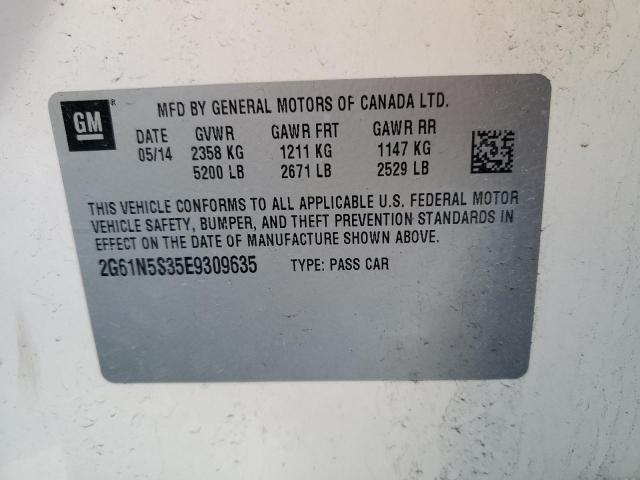 GM ®
MFD BY GENERAL MOTORS OF CANADA LTD.
DATE GVWR GAWR FRT GAWR RR
05/14 2358 KG 1211 KG 1147 KG
5200 LB 2671 LB 2529 LB
THIS VEHICLE CONFORMS TO ALL APPLICABLE U.S. FEDERAL MOTOR
VEHICLE SAFETY, BUMPER, AND THEFT PREVENTION STANDARDS IN
EFFECT ON THE DATE OF MANUFACTURE SHOWN ABOVE.
2G61N5S35E9309635 TYPE: PASS CAR